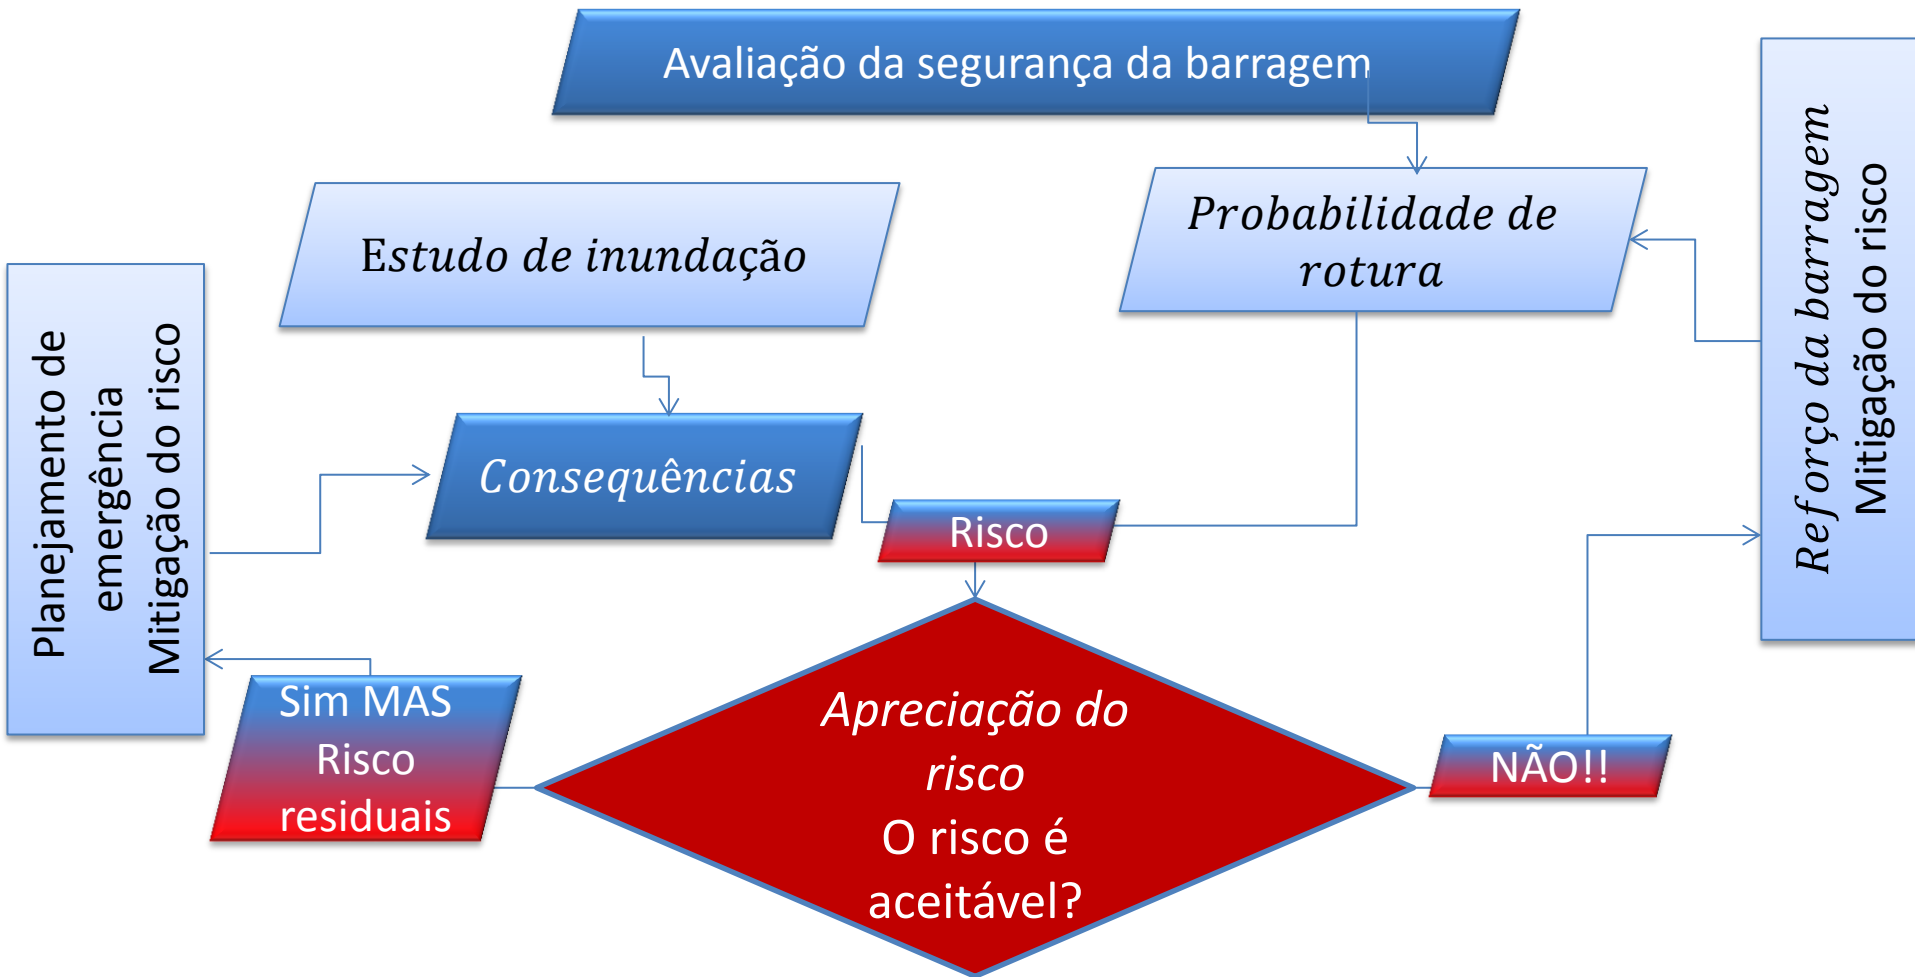 Avaliação da segurança da barragem
Probabilidade de
rotura
Estudo de inundação
Consequências
Risco
Planejamento de
emergência
Mitigação do risco
Reforço da barragem
Mitigação do risco
Sim MAS
Risco
residuais
Apreciação do
risco
O risco é
aceitável?
NÃO!!